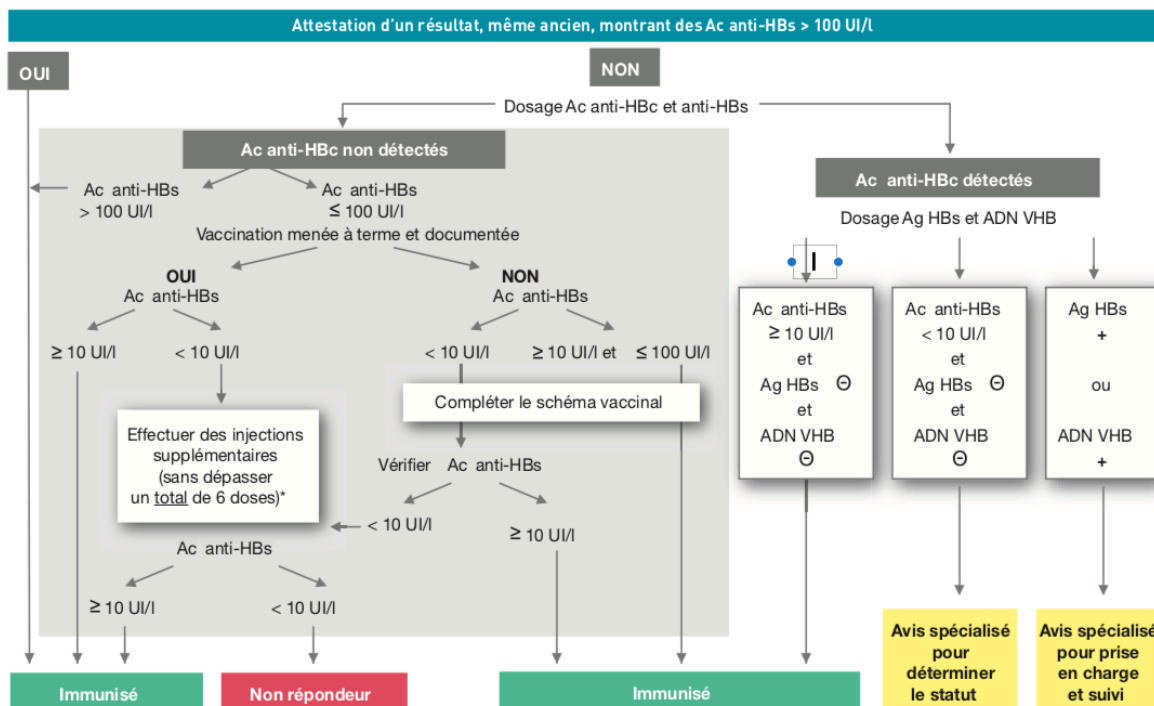 Attestation d'un résultat, même ancien, montrant des Ac anti-HBs > 100 UI/l
OUI
NON
Dosage Ac anti-HBc et anti-HBs
Ac anti-HBc non détectés
Ac anti-HBs
> 100 UI/l
Ac anti-HBs
≤ 100 UI/l
Vaccination menée à terme et documentée
OUI
Ac anti-HBs
≥ 10 UI/l
< 10 UI/l
NON
Ac anti-HBs
< 10 UI/l
≥ 10 UI/l et
≤ 100 UI/l
Effectuer des injections
supplémentaires
(sans dépasser
un total de 6 doses)*
Compléter le schéma vaccinal
Vérifier Ac anti-HBs
< 10 UI/l
≥ 10 UI/l
Ac anti-HBs
≥ 10 UI/l
< 10 UI/l
Ac anti-HBc détectés
Dosage Ag HBs et ADN VHB
Ac anti-HBs
≥ 10 UI/l
et
Ag HBs Θ
et
ADN VHB
Θ
Ac anti-HBs
< 10 UI/l
et
Ag HBs Θ
et
ADN VHB
Θ
Ag HBs
+
ou
ADN VHB
+
Immunisé
Non répondeur
Immunisé
Avis spécialisé
pour
déterminer
le statut
Avis spécialisé
pour prise
en charge
et suivi